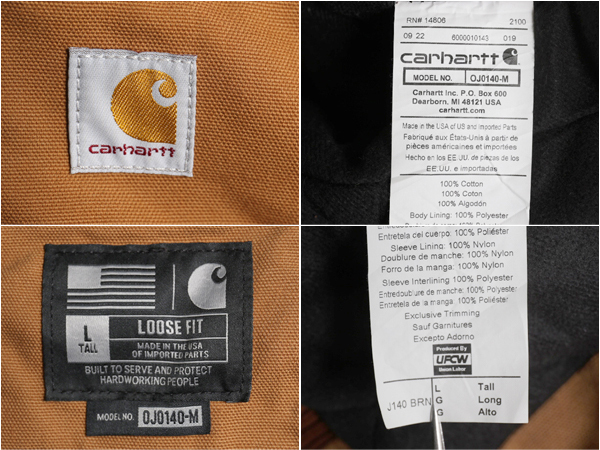 carhartt
RN# 14806 2100
09 22 6000010143 019
carhartt
MODEL NO. OJ0140-M
Carhartt Inc. P.O. Box 600
Dearborn, MI 48121 USA
carhartt.com
Made in the USA of US and Imported Parts
Fabriqué aux États-Unis à partir de
pièces américaines et importées
Hecho en los EE.UU. de piezas de los
EE.UU. e importadas
100% Cotton
100% Coton
100% Algodón
Body Lining: 100% Polyester
L
TALL
LOOSE FIT
MADE IN THE USA
OF IMPORTED PARTS
BUILT TO SERVE AND PROTECT
HARDWORKING PEOPLE
MODEL NO. OJ0140-M
Entretela del cuerpo: 100% Poliéster
Sleeve Lining: 100% Nylon
Doublure de manche: 100% Nylon
Forro de la manga: 100% Nylon
Sleeve Interlining 100% Polyester
Entredoublure de manche: 100% Polyester
Entretela de la manga 100% Poliéster
Exclusive Trimming
Sauf Garnitures
Excepto Adorno
Produced By
UFCW
Union Labor
L Tall
J140 BRN G Long
G Alto